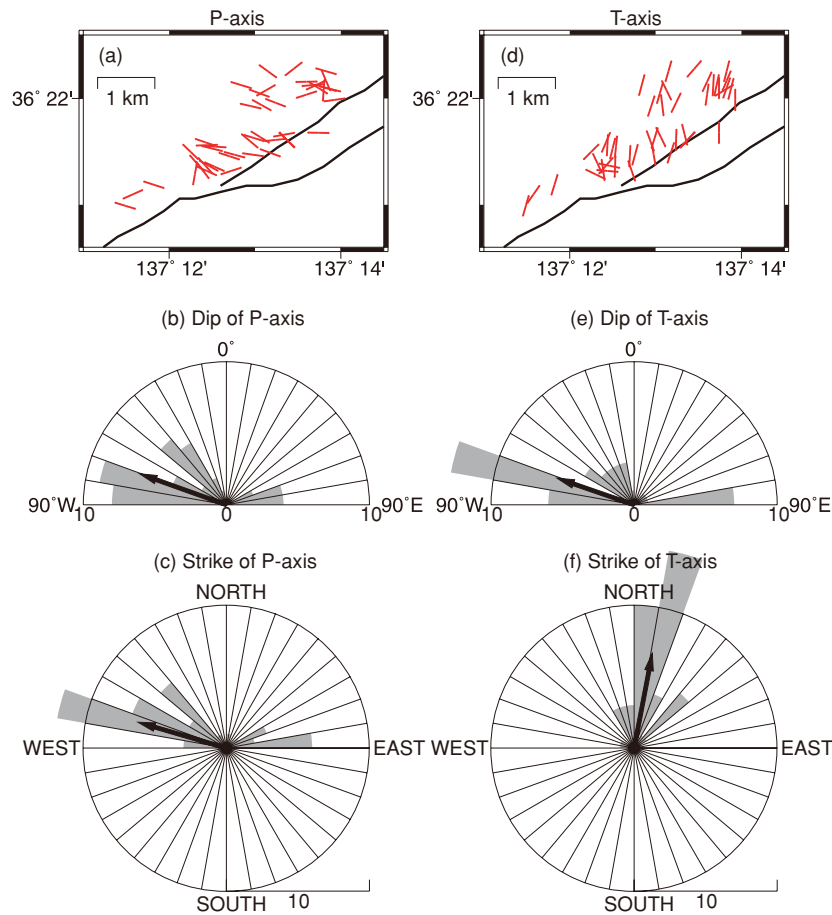 P-axis
(a)
1 km
36˚ 22'
137˚ 12'
137˚ 14'
T-axis
(d)
1 km
36˚ 22'
137˚ 12'
137˚ 14'
(b) Dip of P-axis
0˚
90˚W
90˚E
10
0
10
(e) Dip of T-axis
0˚
90˚W
90˚E
10
0
10
(c) Strike of P-axis
NORTH
WEST
EAST
SOUTH
10
(f) Strike of T-axis
NORTH
WEST
EAST
SOUTH
10